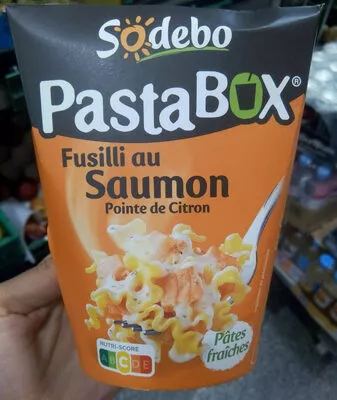 Sodebo
PastaBOX®
Fusilli au
Saumon
Pointe de Citron
Pâtes
fraîches
NUTRI-SCORE
A B C D E